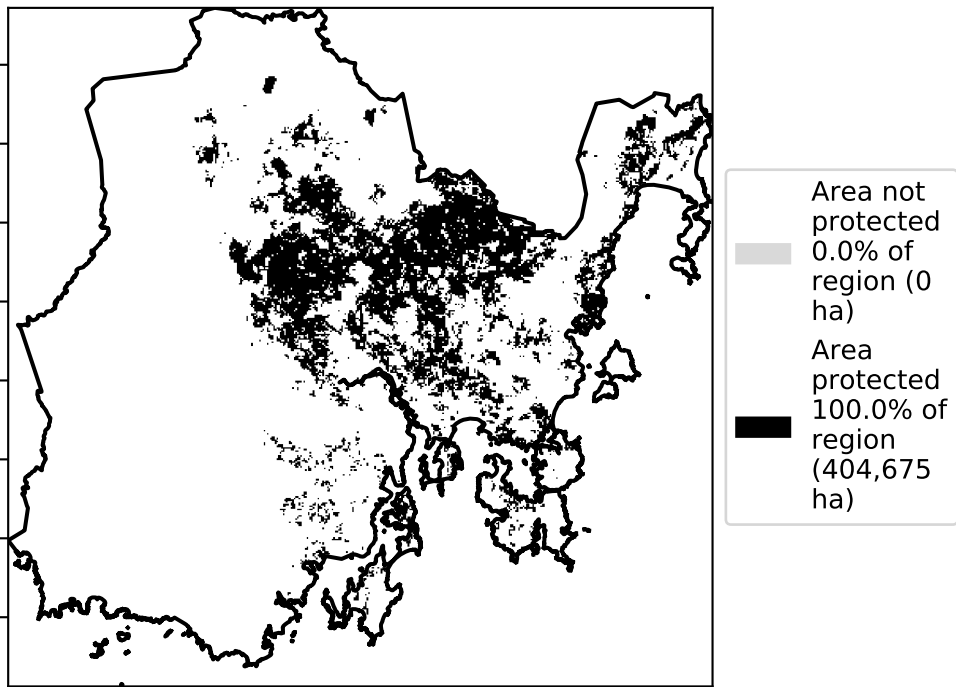 Area not
protected
0.0% of
region (0
ha)
Area
protected
100.0% of
region
(404,675
ha)